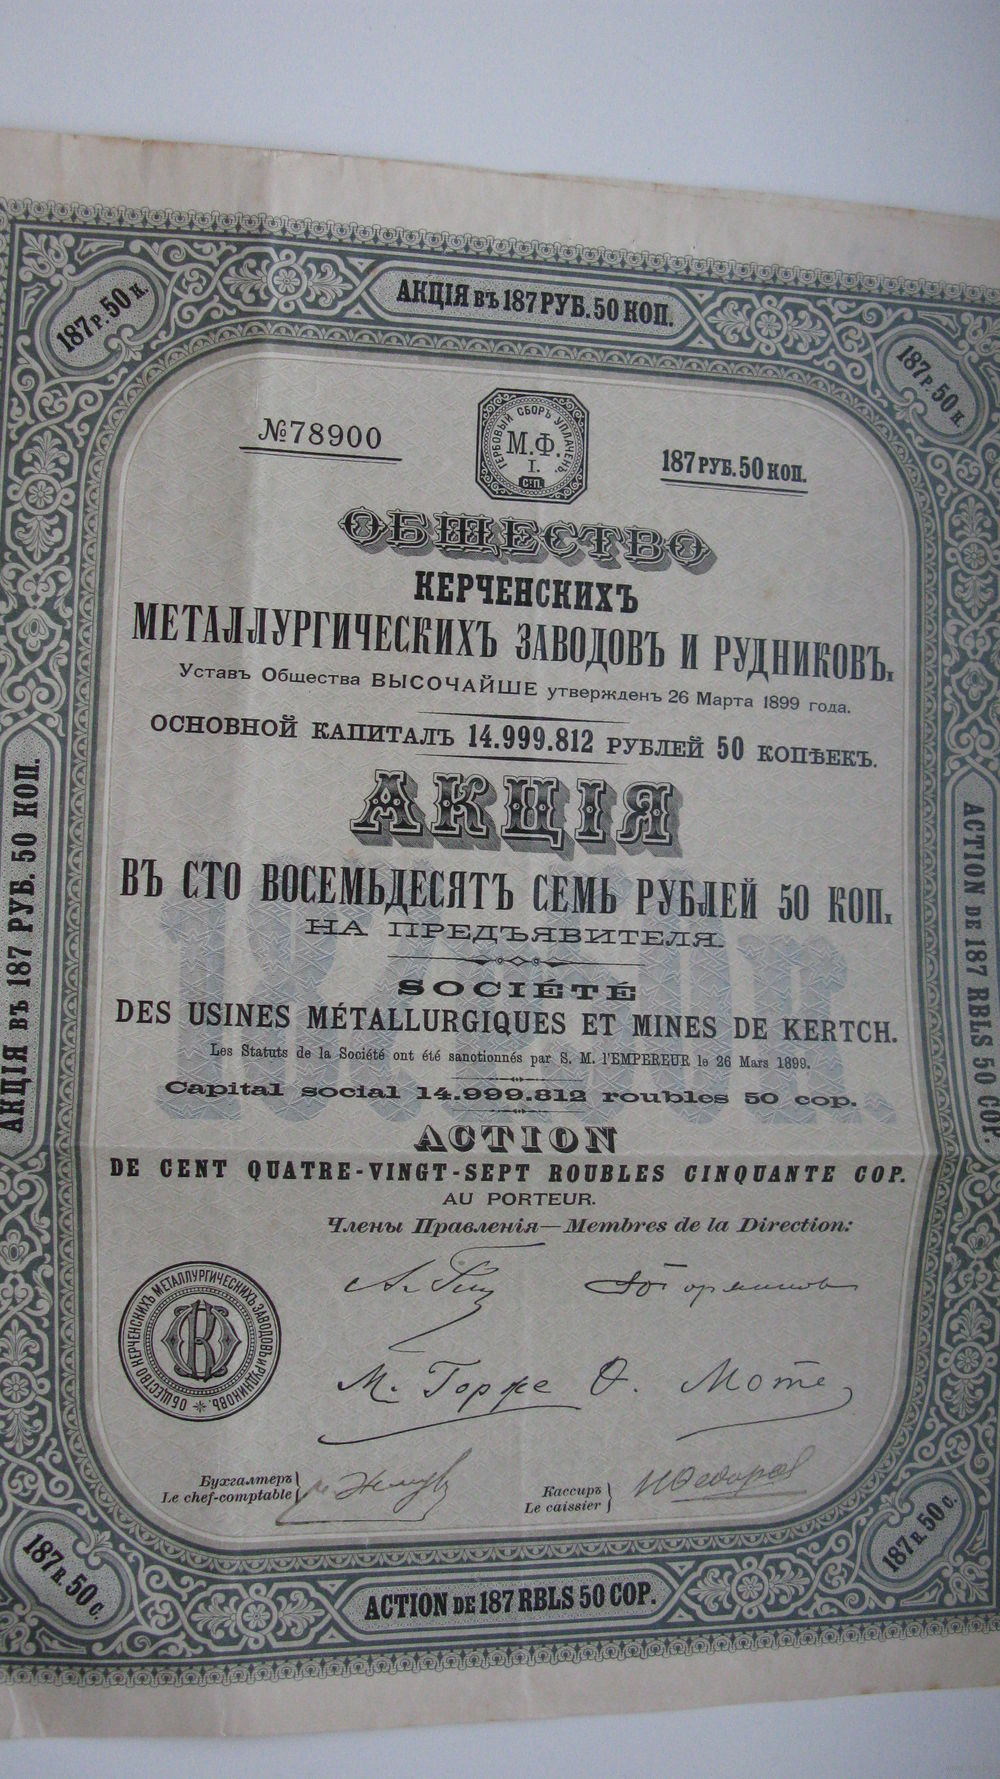 АКЦІЯ ВЪ 187 РУБ. 50 КОП.
187 Р. 50 К.
187 Р. 50 К.
№78900
ГЕРБОВЫЙ СБОРЪ УПЛАЧЕНЪ.
М.Ф.
I.
СП.
187 РУБ. 50 КОП.
ОБЩЕСТВО
КЕРЧЕНСКИХЪ
МЕТАЛЛУРГИЧЕСКИХЪ ЗАВОДОВЪ И РУДНИКОВЪ.
Уставъ Общества ВЫСОЧАЙШЕ утвержденъ 26 Марта 1899 года.
ОСНОВНОЙ КАПИТАЛЪ 14.999.812 РУБЛЕЙ 50 КОПѢЕКЪ.
АКЦІЯ
ВЪ СТО ВОСЕМЬДЕСЯТЪ СЕМЬ РУБЛЕЙ 50 КОП.
НА ПРЕДЪЯВИТЕЛЯ.
SOCIÉTÉ
DES USINES MÉTALLURGIQUES ET MINES DE KERTCH.
Les Statuts de la Société ont été sanctionnés par S. M. l'EMPEREUR le 26 Mars 1899.
Capital social 14.999.812 roubles 50 cop.
ACTION
DE CENT QUATRE-VINGT-SEPT ROUBLES CINQUANTE COP.
AU PORTEUR.
Члены Правленія—Membres de la Direction:
М. Горже О. Моте
ОБЩЕСТВО КЕРЧЕНСКИХЪ МЕТАЛЛУРГИЧЕСКИХЪ ЗАВОДОВЪ И РУДНИКОВЪ.
Бухгалтеръ
Le chef-comptable
Кассиръ
Le caissier
Федоров
АКЦІЯ ВЪ 187 РУБ. 50 КОП.
ACTION DE 187 RBLS 50 COP.
187 R. 50 C.
187 R. 50 C.
ACTION DE 187 RBLS 50 COP.